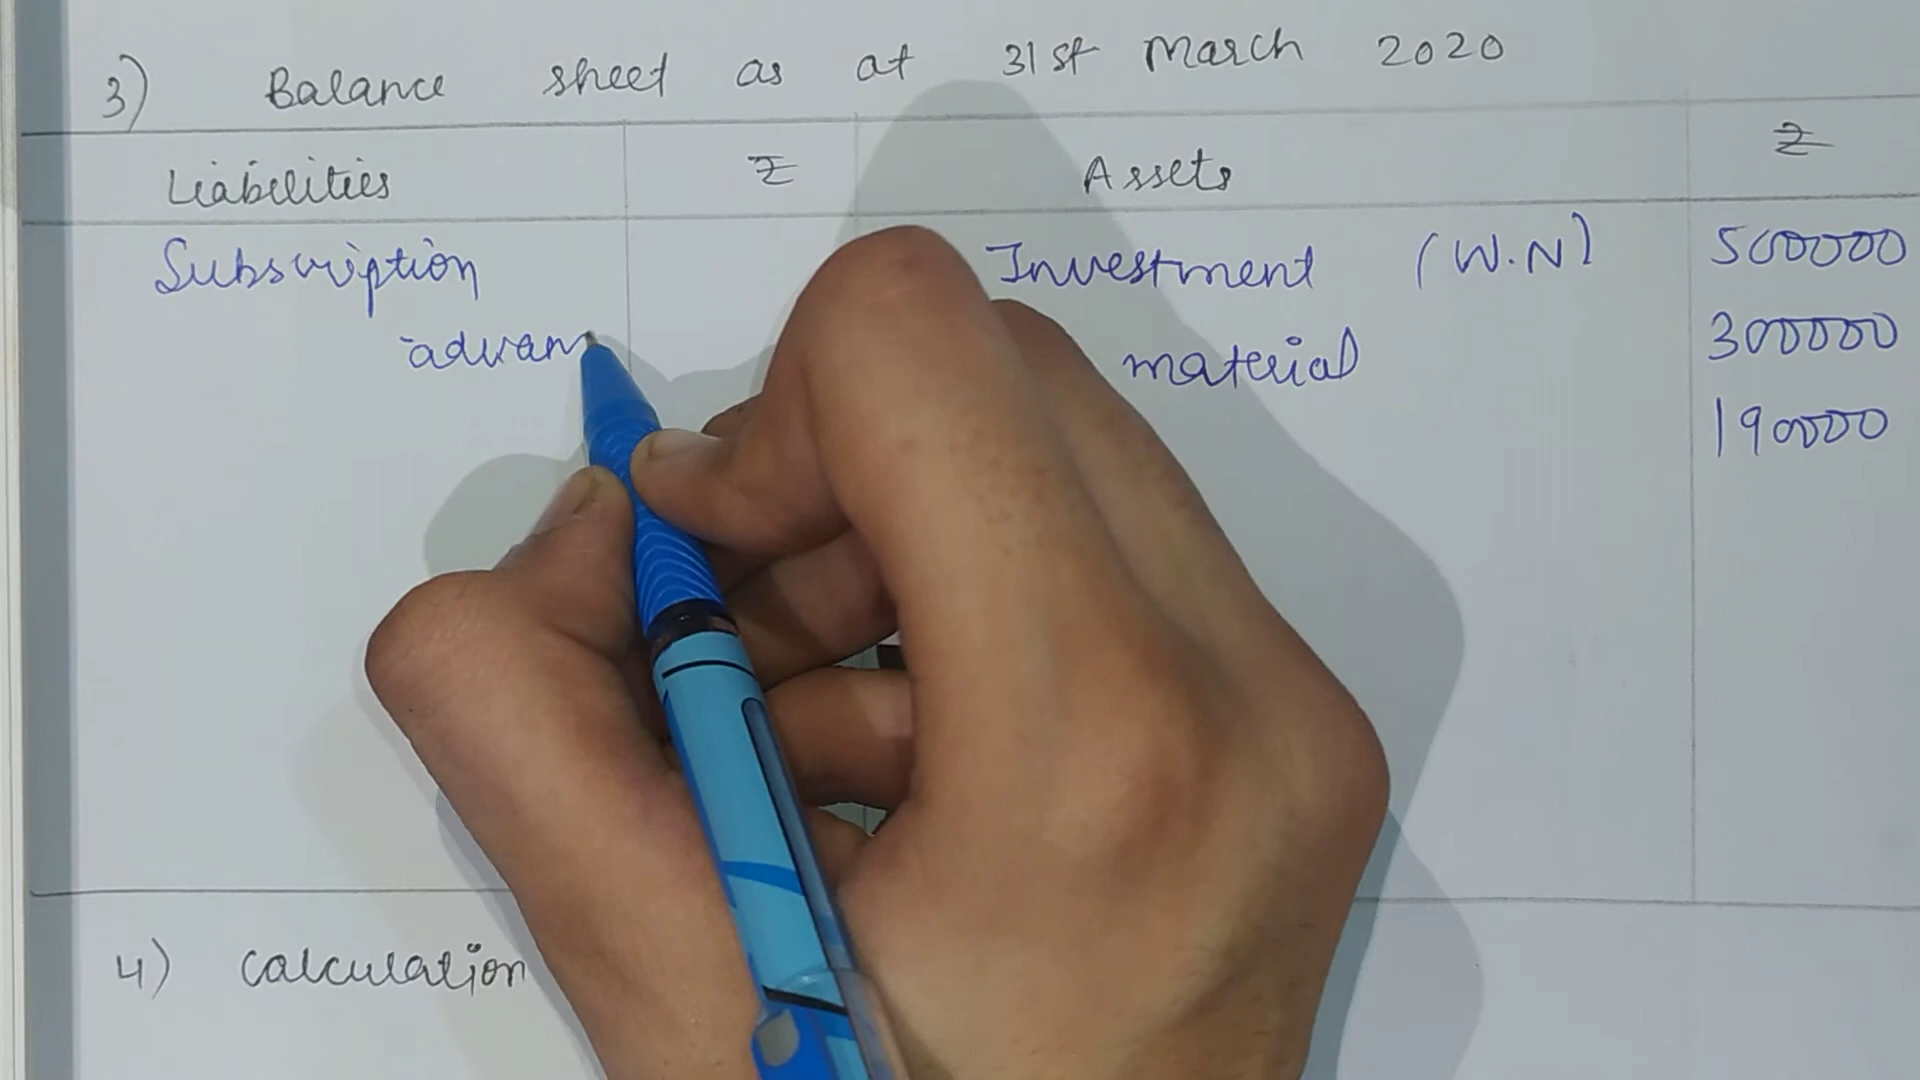 3) Balance sheet as at 31st March 2020
Liabilities ₹ Assets ₹
Subscription Investment (W.N) 500000
advan material 300000
190000
4) calculation